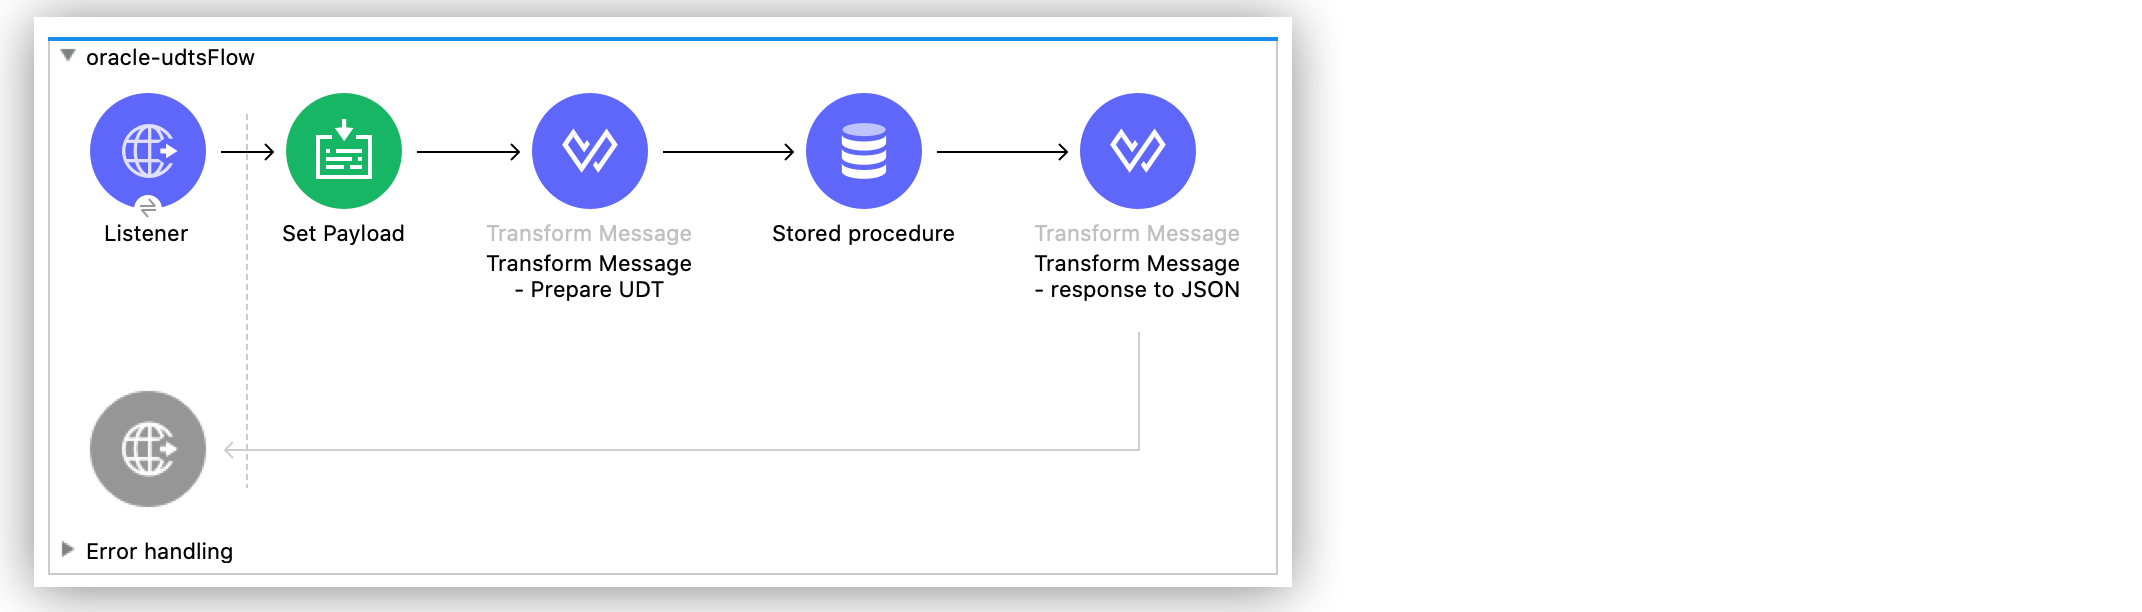 oracle-udtsFlow
Listener
Set Payload
Transform Message
Transform Message
- Prepare UDT
Stored procedure
Transform Message
Transform Message
- response to JSON
Error handling